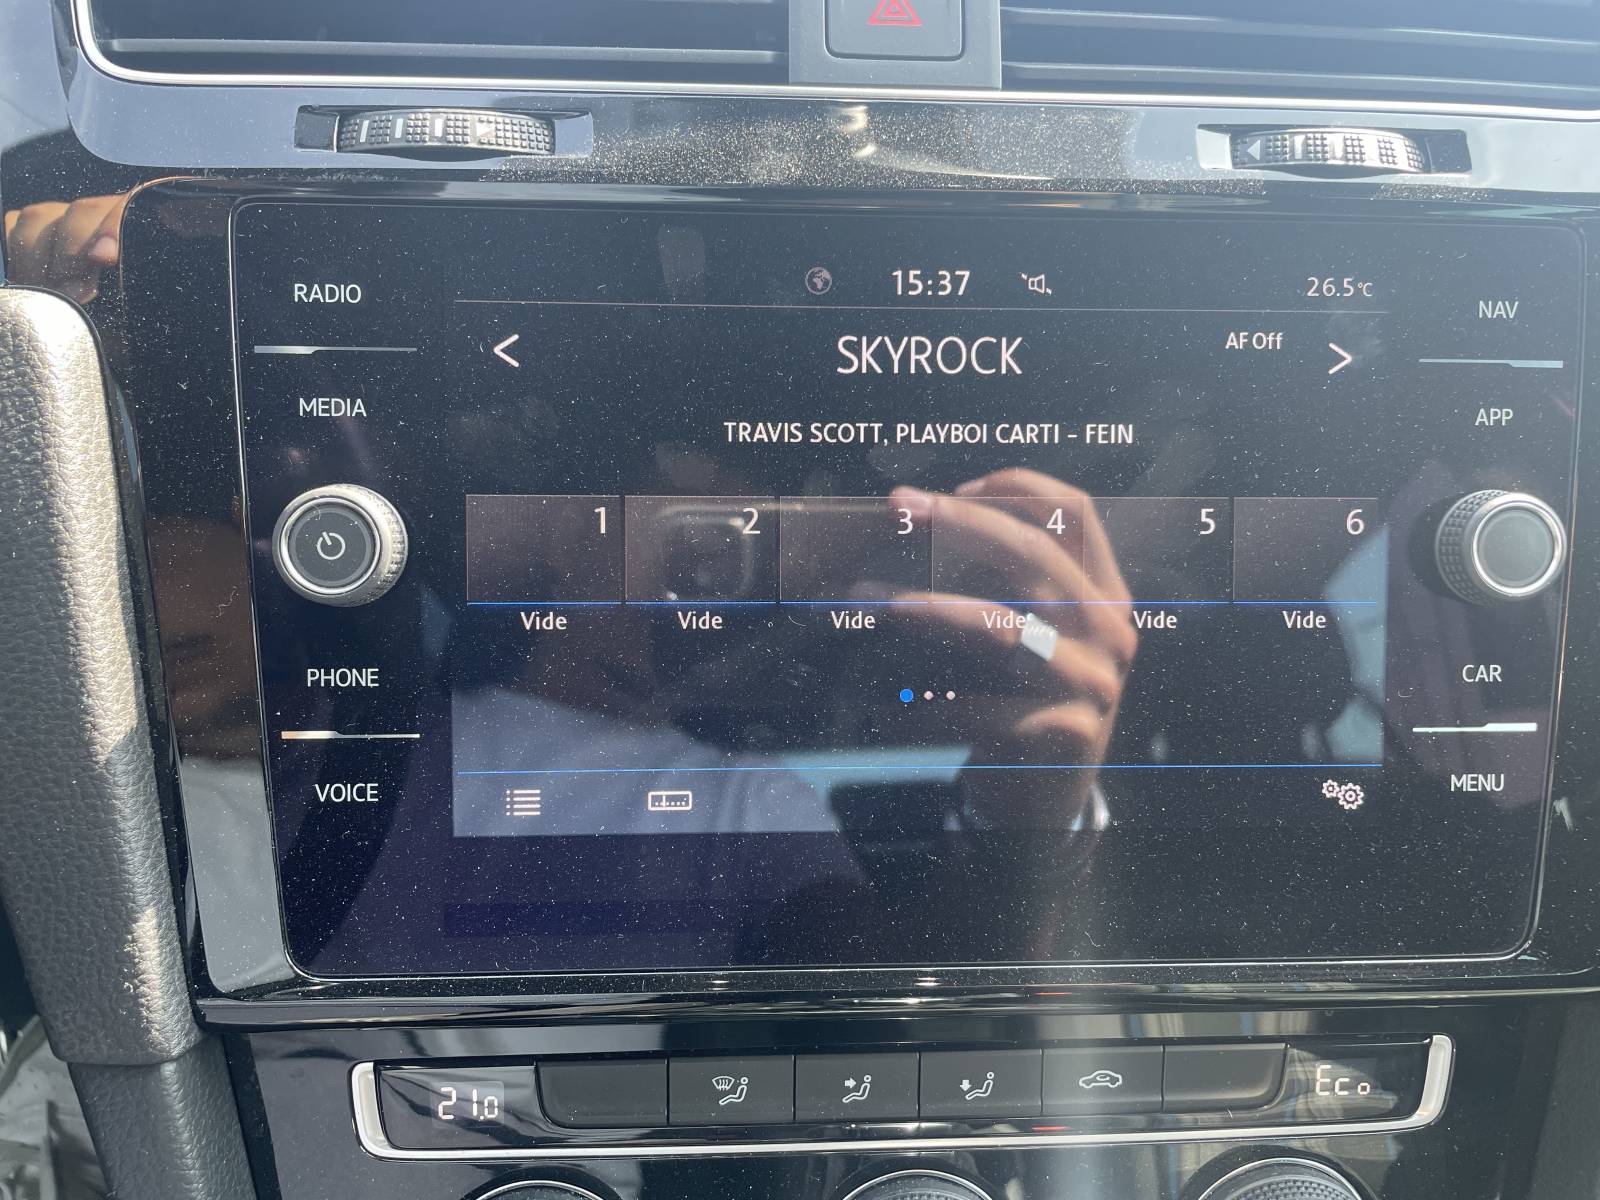 RADIO
MEDIA
PHONE
VOICE
15:37
26.5°C
SKYROCK
AF Off
TRAVIS SCOTT, PLAYBOI CARTI - FEIN
1 2 3 4 5 6
Vide Vide Vide Vide Vide Vide
NAV
APP
CAR
MENU
21.0
Eco